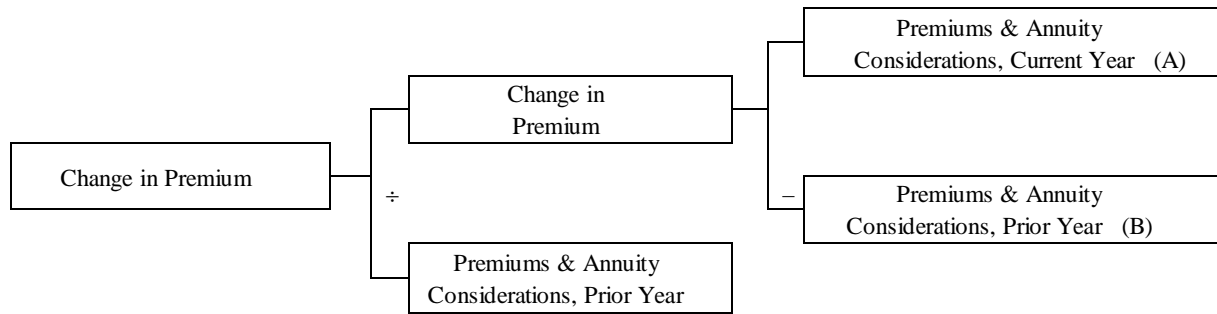 Premiums & Annuity
Considerations, Current Year (A)
Change in
Premium
Change in Premium
÷
–
Premiums & Annuity
Considerations, Prior Year (B)
Premiums & Annuity
Considerations, Prior Year